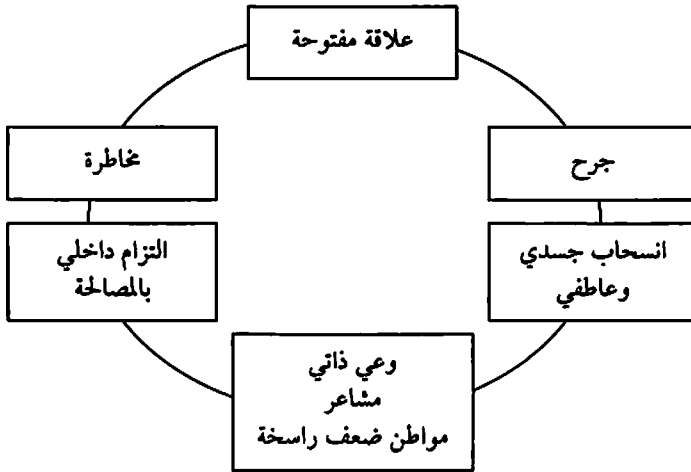 علاقة مفتوحة
جرح
مخاطرة
انسحاب جسدي
وعاطفي
التزام داخلي
بالمصالحة
وعي ذاتي
مشاعر
مواطن ضعف راسخة